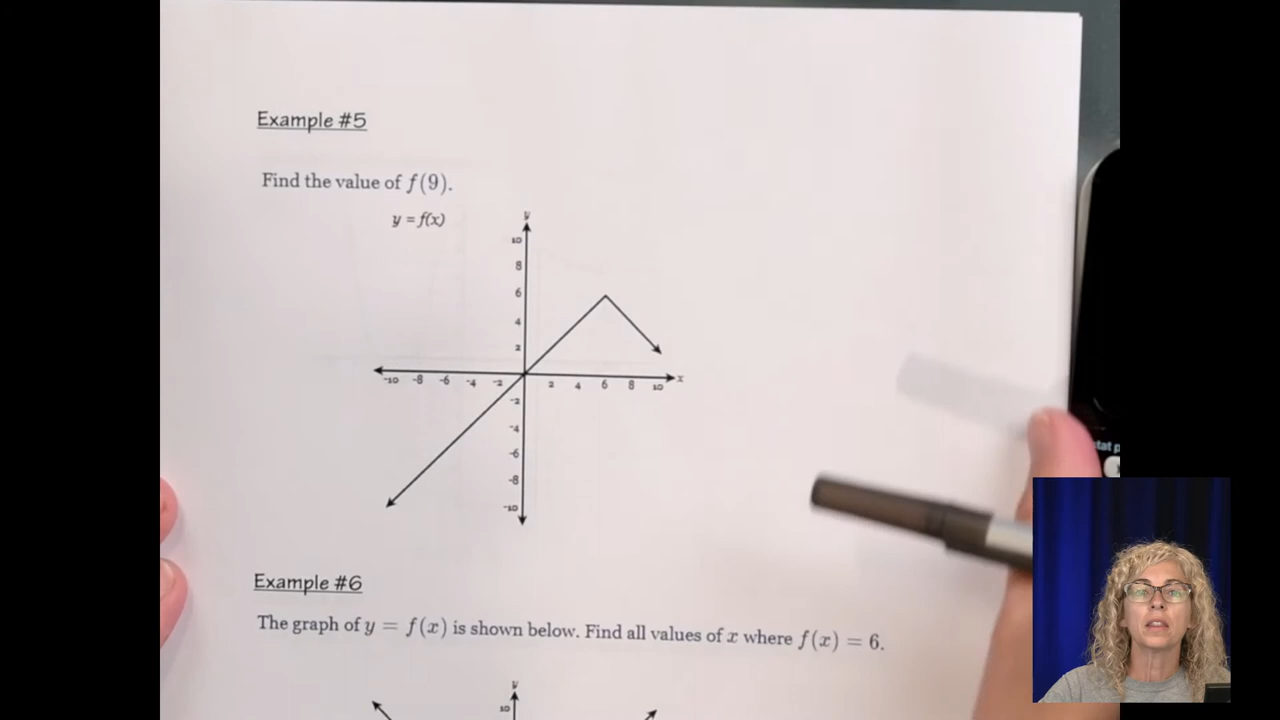 Example #5
Find the value of f(9).
y = f(x)
y
10
8
6
4
2
-10 -8 -6 -4 -2 2 4 6 8 10 x
-2
-4
-6
-8
-10
stat p
Example #6
The graph of y = f(x) is shown below. Find all values of x where f(x) = 6.
y
10